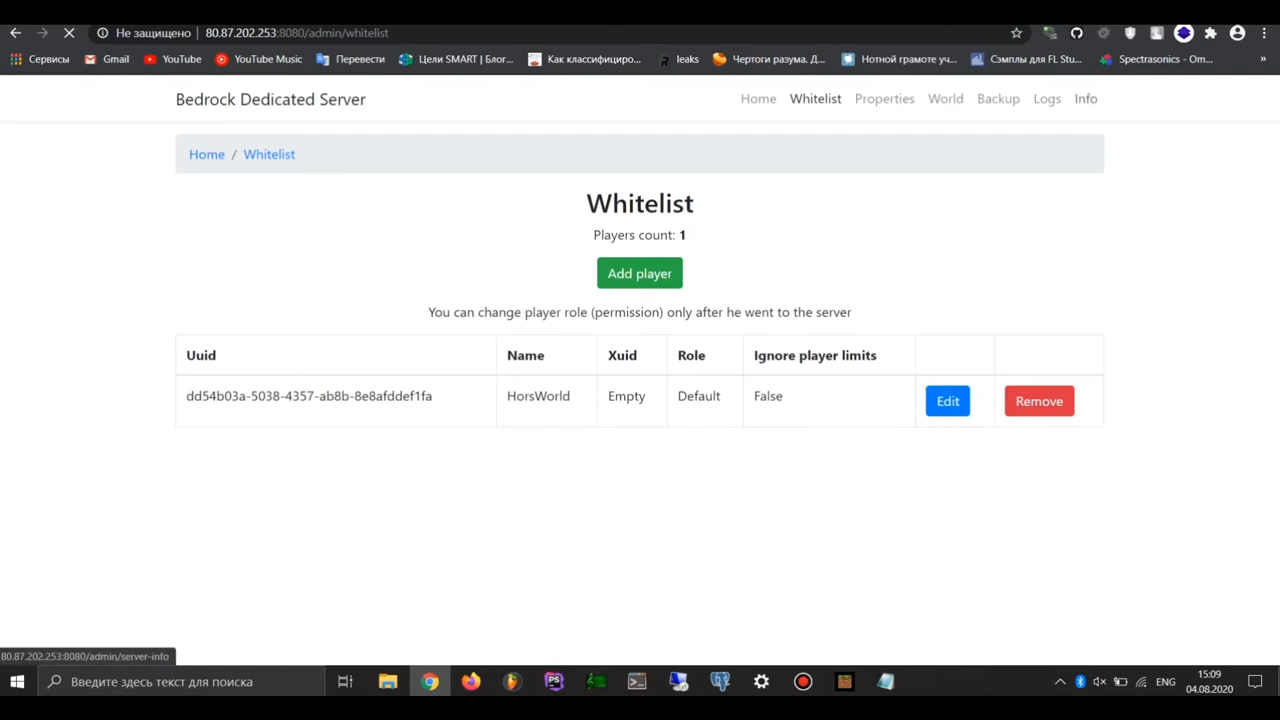 Не защищено
80.87.202.253:8080/admin/whitelist
Сервисы
Gmail
YouTube
YouTube Music
Перевести
Цели SMART | Блог...
Как классифициро...
leaks
Чертоги разума. Д...
Нотной грамоте уч...
Сэмплы для FL Stu...
Spectrasonics - Om...
»
Bedrock Dedicated Server
Home
Whitelist
Properties
World
Backup
Logs
Info
Home / Whitelist
Whitelist
Players count: 1
Add player
You can change player role (permission) only after he went to the server
Uuid Name Xuid Role Ignore player limits
dd54b03a-5038-4357-ab8b-8e8afddef1fa HorsWorld Empty Default False Edit Remove
80.87.202.253:8080/admin/server-info
Введите здесь текст для поиска
PS
ENG
15:09
04.08.2020